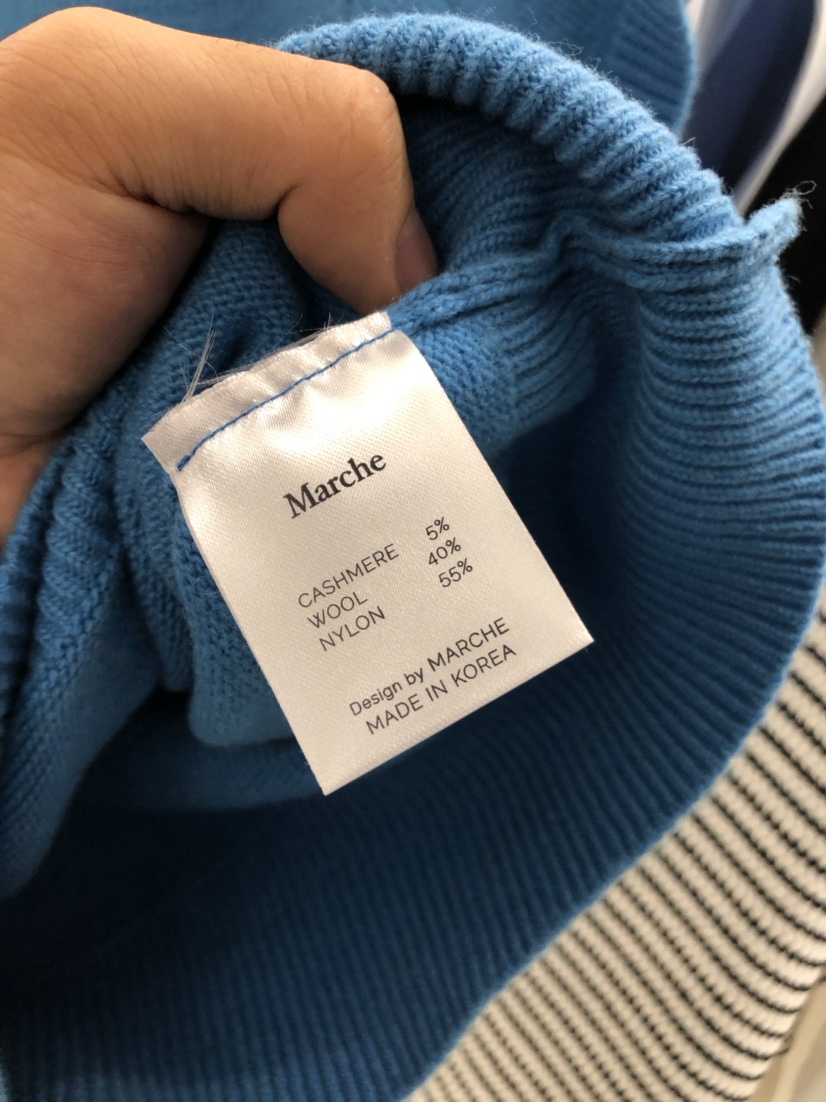 Marche
CASHMERE 5%
WOOL 40%
NYLON 55%
Design by MARCHE
MADE IN KOREA